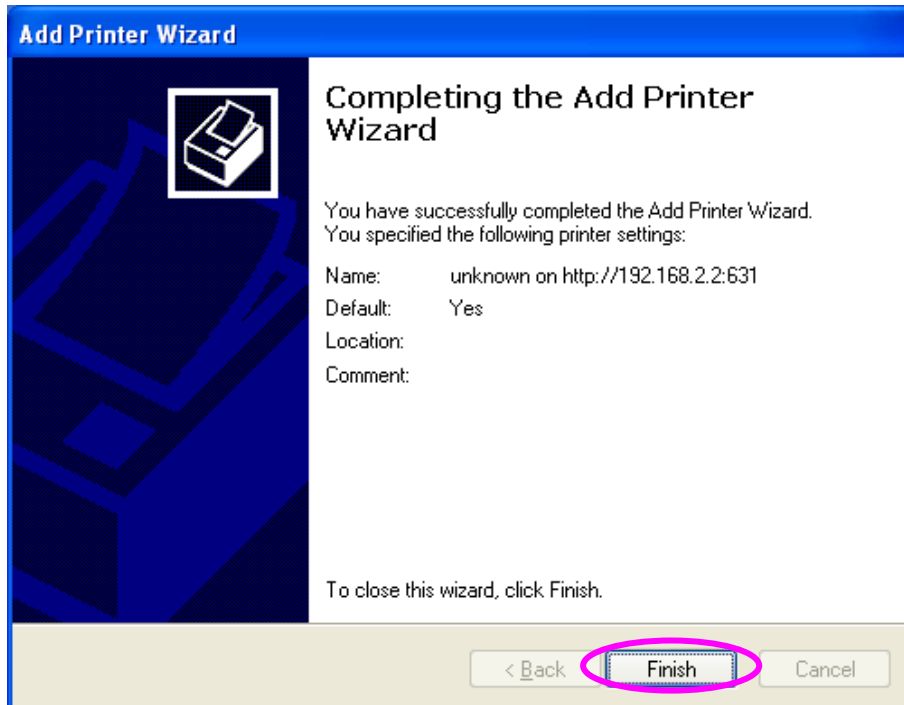 Add Printer Wizard
Completing the Add Printer
Wizard
You have successfully completed the Add Printer Wizard.
You specified the following printer settings:
Name: unknown on http://192.168.2.2:631
Default: Yes
Location:
Comment:
To close this wizard, click Finish.
< Back Finish Cancel